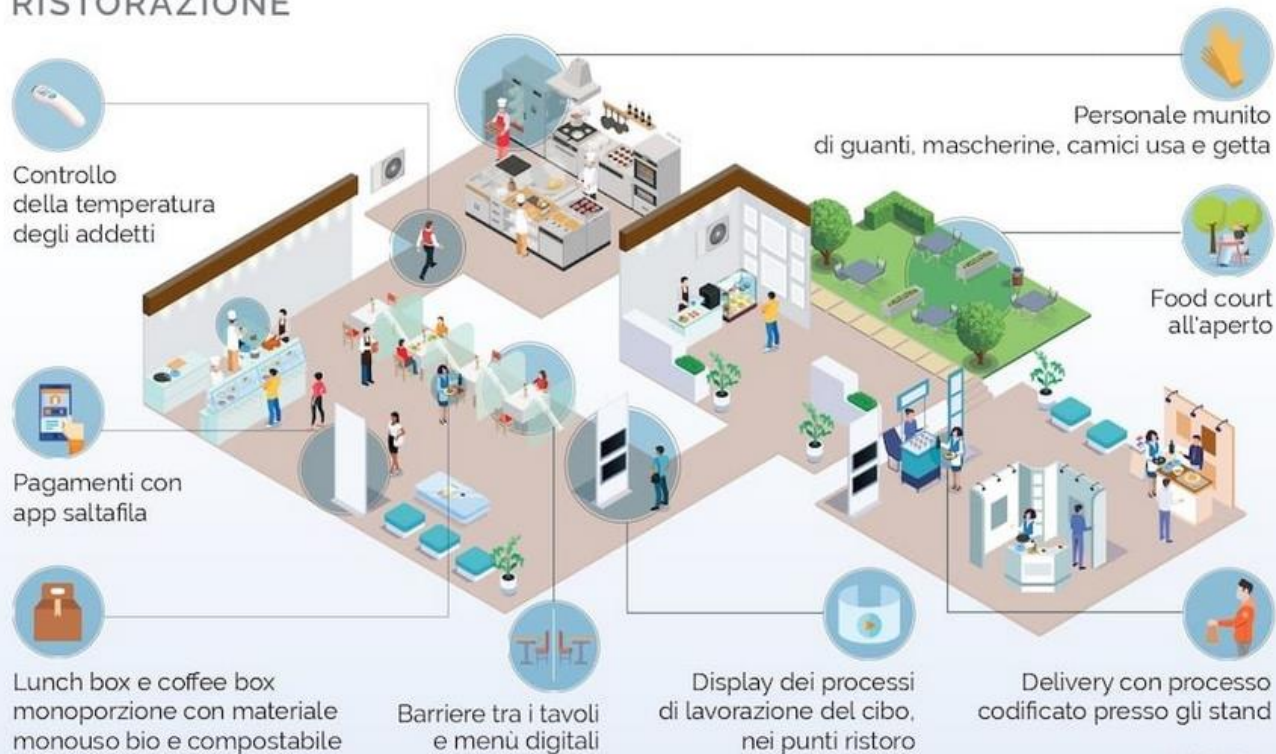 RISTORAZIONE
Controllo
della temperatura
degli addetti
Personale munito
di guanti, mascherine, camici usa e getta
Food court
all'aperto
Pagamenti con
app saltafila
Lunch box e coffee box
monoporzione con materiale
monouso bio e compostabile
Barriere tra i tavoli
e menù digitali
Display dei processi
di lavorazione del cibo,
nei punti ristoro
Delivery con processo
codificato presso gli stand